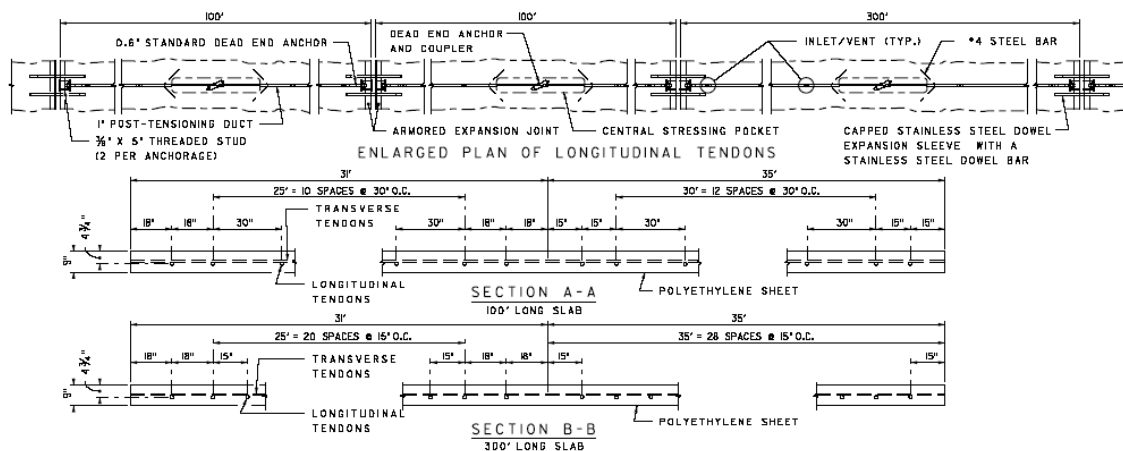 100'
100'
300'
0.6" STANDARD DEAD END ANCHOR
DEAD END ANCHOR
AND COUPLER
INLET/VENT (TYP.)
#4 STEEL BAR
1" POST-TENSIONING DUCT
⅜" X 5" THREADED STUD
(2 PER ANCHORAGE)
ARMORED EXPANSION JOINT
CENTRAL STRESSING POCKET
CAPPED STAINLESS STEEL DOWEL
EXPANSION SLEEVE WITH A
STAINLESS STEEL DOWEL BAR
ENLARGED PLAN OF LONGITUDINAL TENDONS
31'
35'
25' = 10 SPACES @ 30" O.C.
30' = 12 SPACES @ 30" O.C.
TRANSVERSE
TENDONS
18"
18"
30"
30"
18"
18"
15"
15"
30"
30"
15"
15"
4 ¾"
9"
LONGITUDINAL
TENDONS
SECTION A-A
100' LONG SLAB
POLYETHYLENE SHEET
31'
35'
25' = 20 SPACES @ 15" O.C.
35' = 28 SPACES @ 15" O.C.
18"
18"
15"
TRANSVERSE
TENDONS
15"
18"
18"
15"
15"
4 ¾"
9"
LONGITUDINAL
TENDONS
SECTION B-B
300' LONG SLAB
POLYETHYLENE SHEET